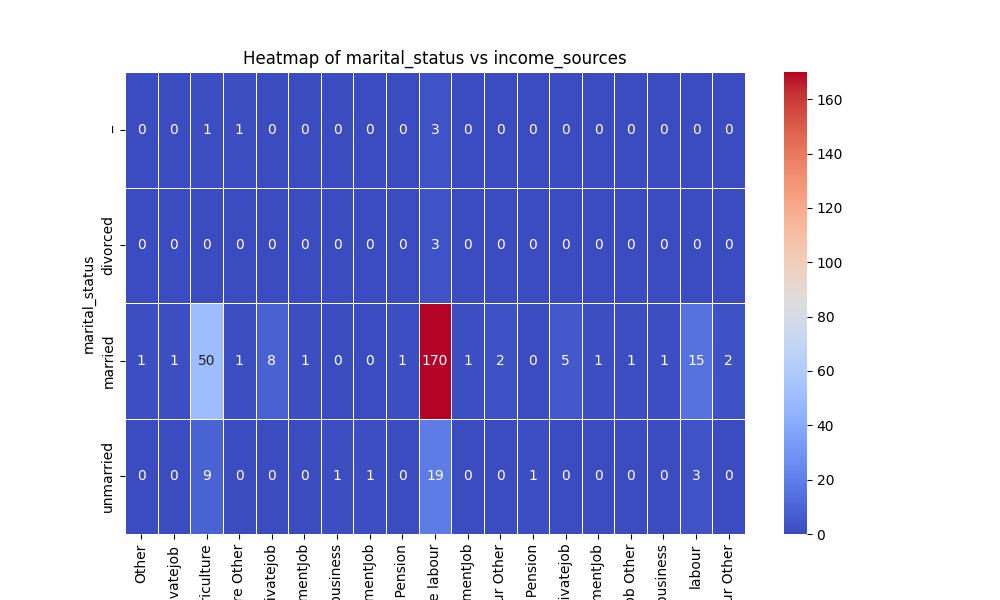 Heatmap of marital_status vs income_sources
0 0 1 1 0 0 0 0 0 3 0 0 0 0 0 0 0 0 0
0 0 0 0 0 0 0 0 0 3 0 0 0 0 0 0 0 0 0
1 1 50 1 8 1 0 0 1 170 1 2 0 5 1 1 1 15 2
0 0 9 0 0 0 1 1 0 19 0 0 1 0 0 0 0 3 0
marital_status
divorced
married
unmarried
160
140
120
100
80
60
40
20
0
Other
vatejob
riculture
re Other
ivatejob
mentJob
business
mentJob
Pension
e labour
mentJob
ur Other
Pension
ivatejob
mentJob
b Other
business
labour
ur Other